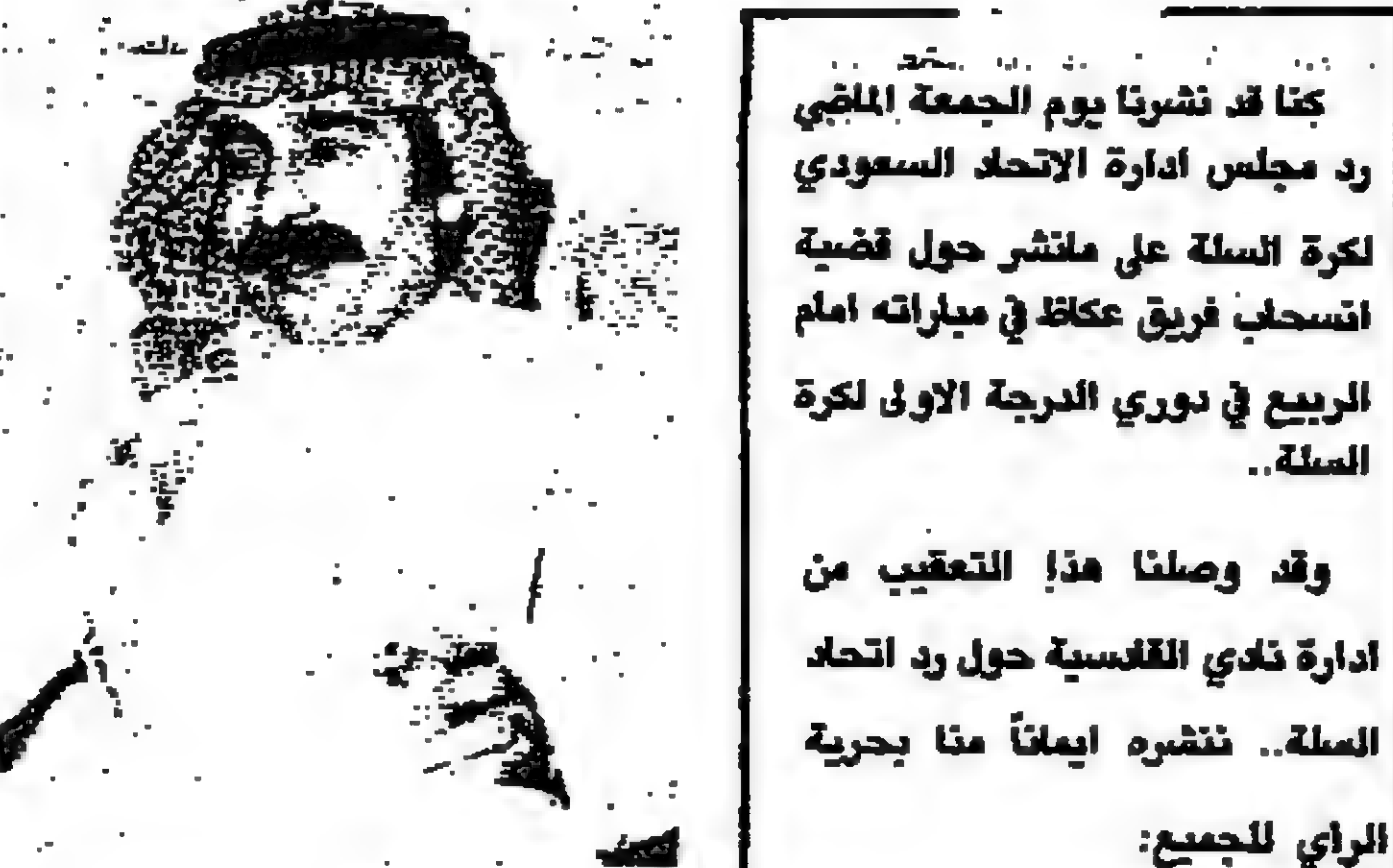 كنا قد نشرنا يوم الجمعة الماضي
رد مجلس ادارة الاتحاد السعودي
لكرة السلة على مانشر حول قضية
انسحاب فريق عكاظ في مباراته امام
الربيع في دوري الدرجة الاولى لكرة
السلة..
وقد وصلنا هذا التعقيب من
ادارة نادي القادسية حول رد اتحاد
السلة.. ننشره ايماناً منا بحرية
الراي للجميع: